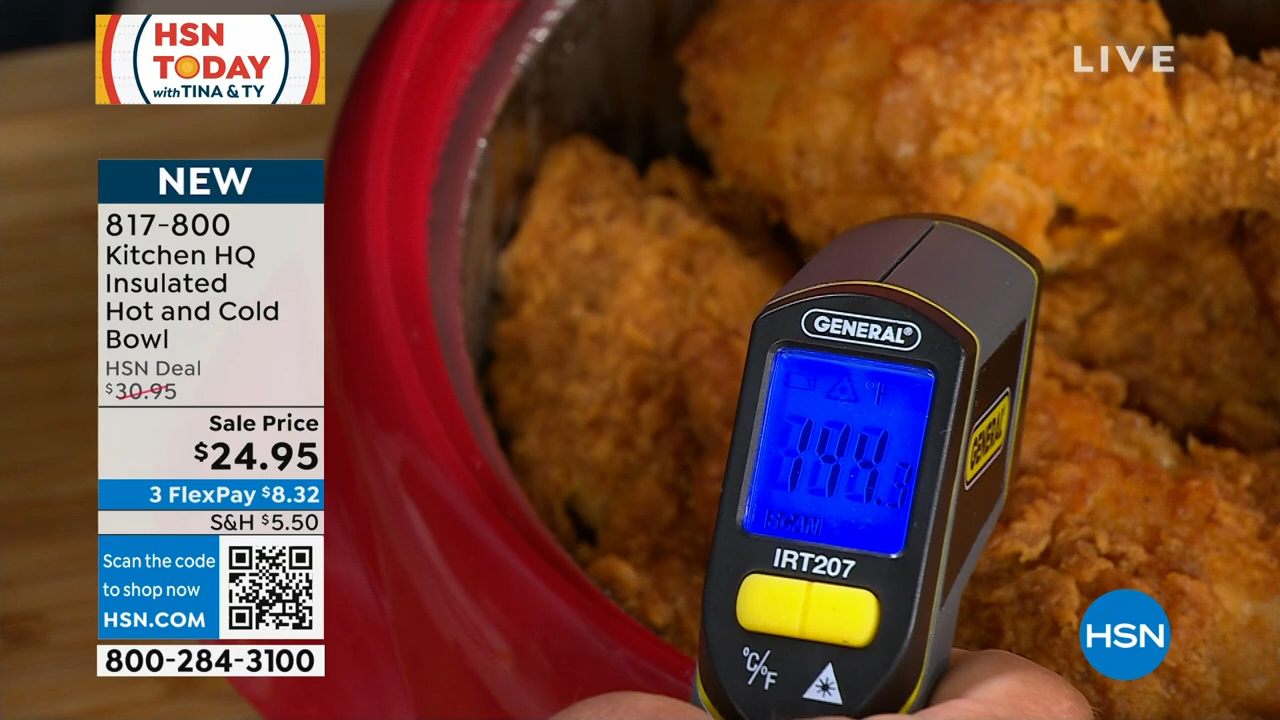 HSN
TODAY
with TINA & TY
LIVE
NEW
817-800
Kitchen HQ
Insulated
Hot and Cold
Bowl
HSN Deal
$30.95
Sale Price
$24.95
3 FlexPay $8.32
S&H $5.50
Scan the code
to shop now
HSN.COM
800-284-3100
GENERAL®
°F
SCAN
IRT207
°C/°F
GENERAL
HSN